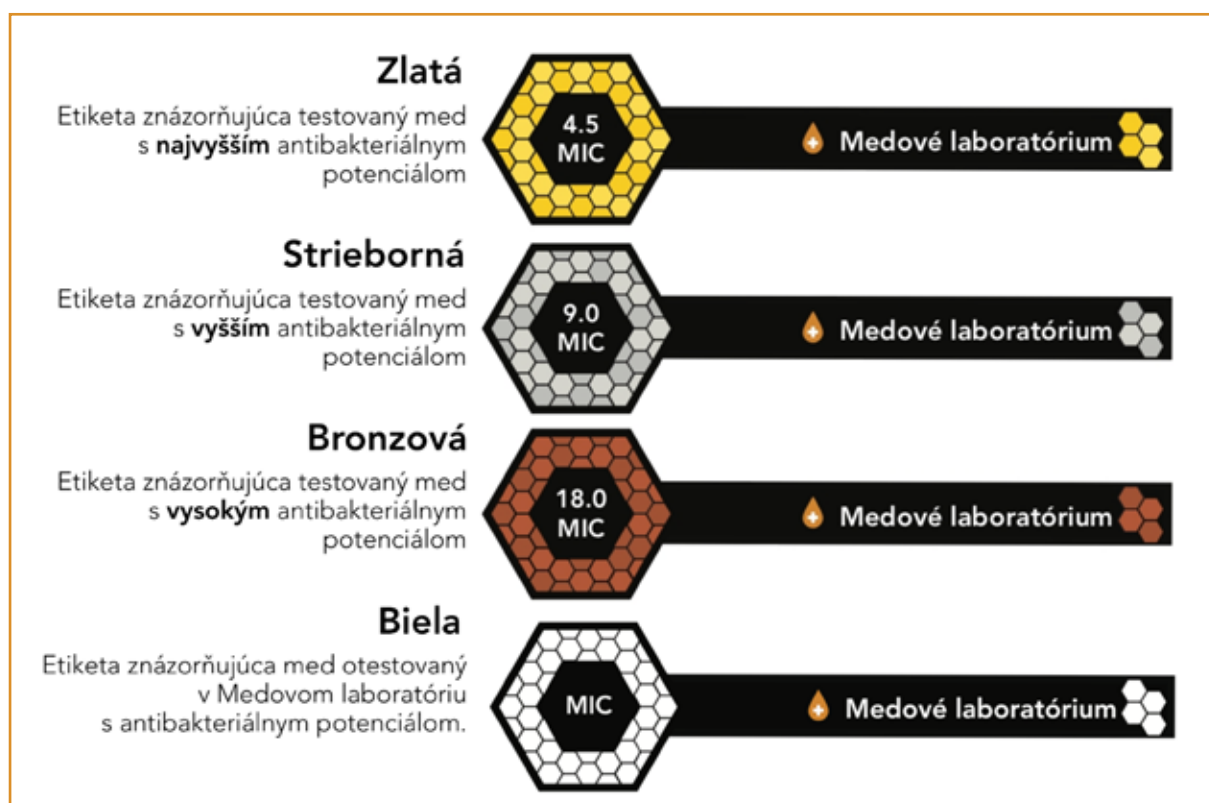 Zlatá
Etiketa znázorňujúca testovaný med
s najvyšším antibakteriálnym
potenciálom
4.5
MIC
Medové laboratórium
Strieborná
Etiketa znázorňujúca testovaný med
s vyšším antibakteriálnym
potenciálom
9.0
MIC
Medové laboratórium
Bronzová
Etiketa znázorňujúca testovaný med
s vysokým antibakteriálnym
potenciálom
18.0
MIC
Medové laboratórium
Biela
Etiketa znázorňujúca med otestovaný
v Medovom laboratóriu
s antibakteriálnym potenciálom.
MIC
Medové laboratórium